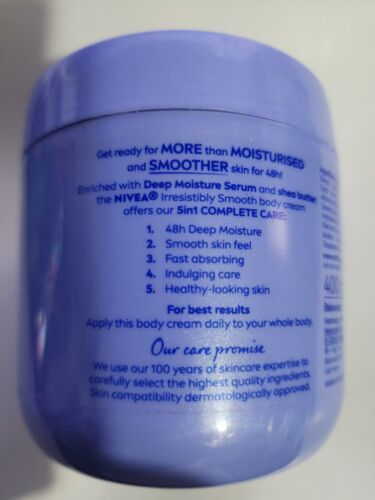 Get ready for MORE than MOISTURISED
and SMOOTHER skin for 48h!
Enriched with Deep Moisture Serum and shea butter,
the NIVEA® Irresistibly Smooth body cream
offers our 5in1 COMPLETE CARE:
1. 48h Deep Moisture
2. Smooth skin feel
3. Fast absorbing
4. Indulging care
5. Healthy-looking skin
For best results
Apply this body cream daily to your whole body.
Our care promise
We use our 100 years of skincare expertise to
carefully select the highest quality ingredients.
Skin compatibility dermatologically approved.